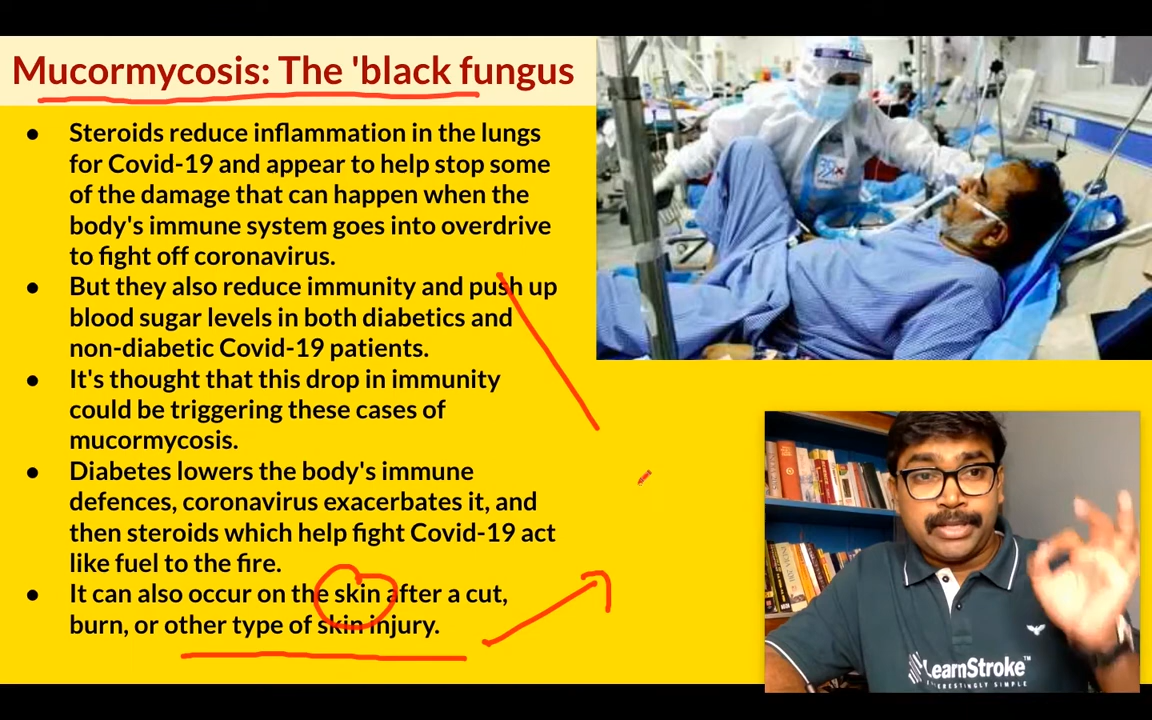 Mucormycosis: The 'black fungus
● Steroids reduce inflammation in the lungs
for Covid-19 and appear to help stop some
of the damage that can happen when the
body's immune system goes into overdrive
to fight off coronavirus.
● But they also reduce immunity and push up
blood sugar levels in both diabetics and
non-diabetic Covid-19 patients.
● It's thought that this drop in immunity
could be triggering these cases of
mucormycosis.
● Diabetes lowers the body's immune
defences, coronavirus exacerbates it, and
then steroids which help fight Covid-19 act
like fuel to the fire.
● It can also occur on the skin after a cut,
burn, or other type of skin injury.
LearnStroke™
INTERESTINGLY SIMPLE